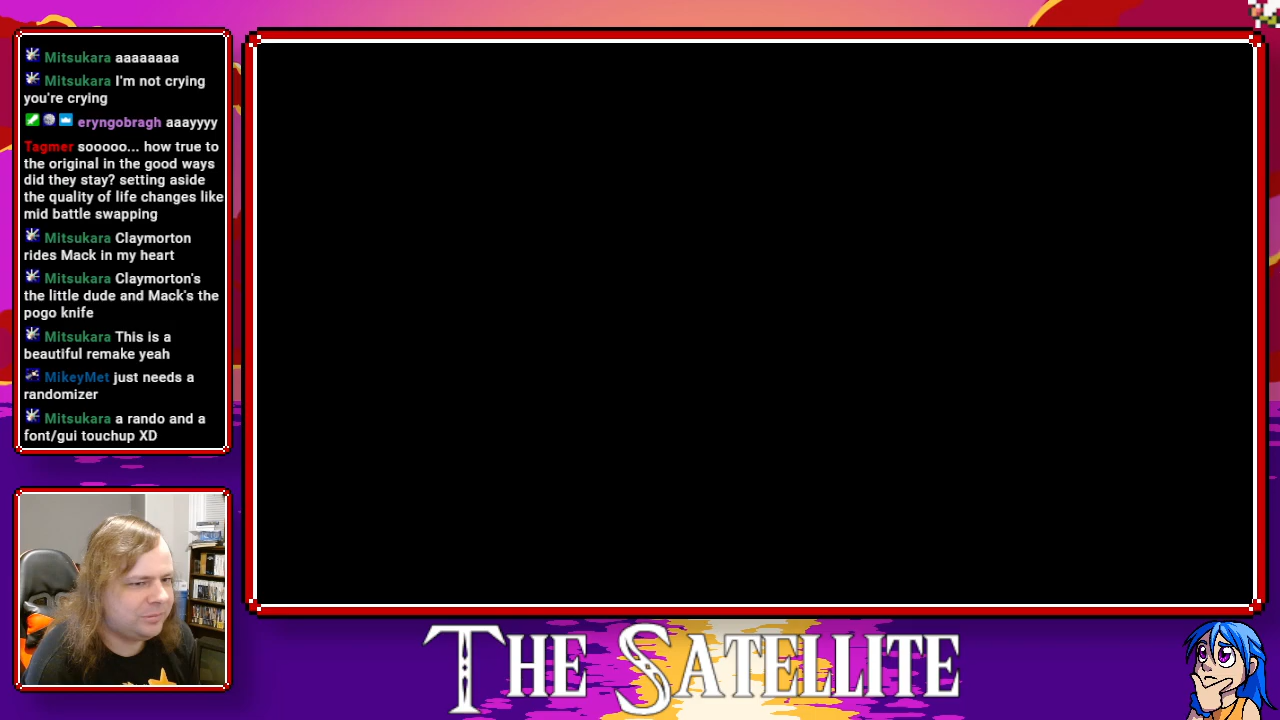 Mitsukara aaaaaaaa
Mitsukara I'm not crying
you're crying
eryngobragh aaayyyy
Tagmer sooooo... how true to
the original in the good ways
did they stay? setting aside
the quality of life changes like
mid battle swapping
Mitsukara Claymorton
rides Mack in my heart
Mitsukara Claymorton's
the little dude and Mack's the
pogo knife
Mitsukara This is a
beautiful remake yeah
MikeyMet just needs a
randomizer
Mitsukara a rando and a
font/gui touchup XD
THE SATELLITE